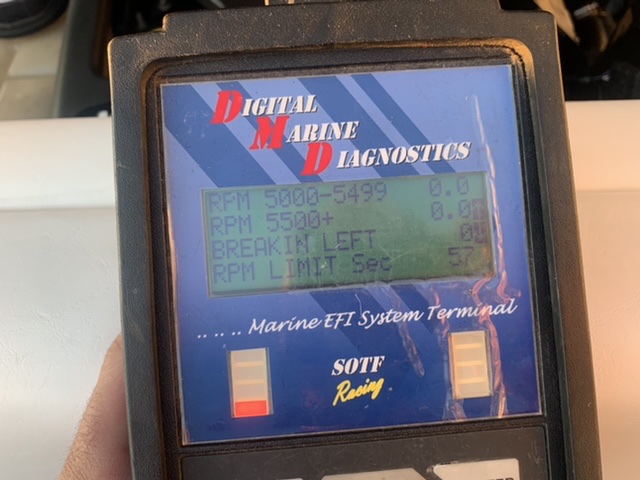 DIGITAL
MARINE
DIAGNOSTICS
RPM 5000-5499 0.0
RPM 5500+ 0.0
BREAKIN LEFT 0
RPM LIMIT Sec 57
.. .. .. Marine EFI System Terminal
SOTF
Racing